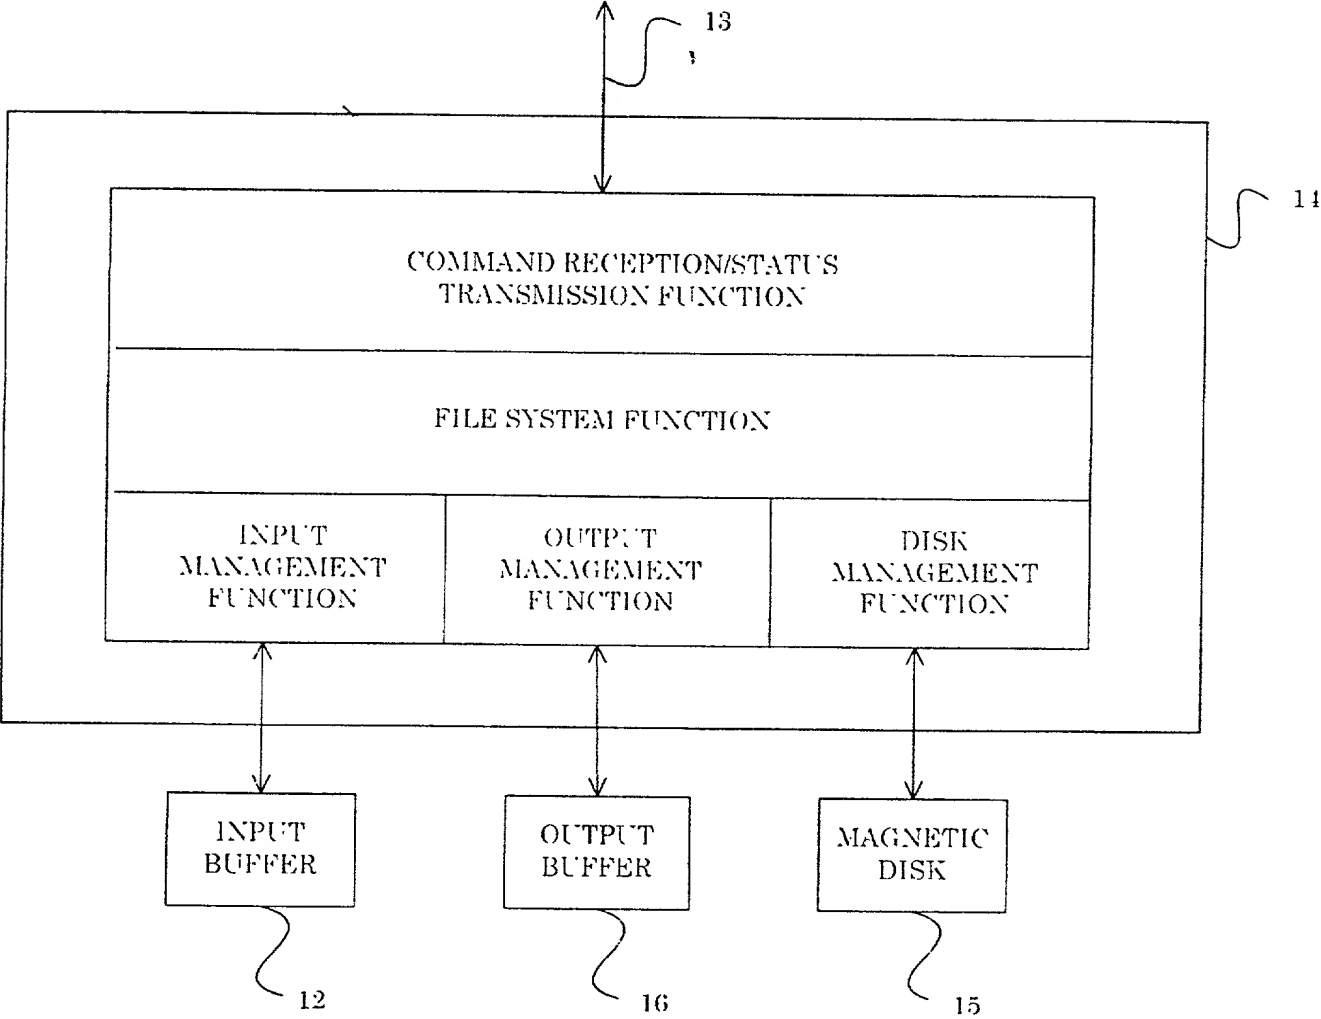 13
14
COMMAND RECEPTION/STATUS
TRANSMISSION FUNCTION
FILE SYSTEM FUNCTION
INPUT
MANAGEMENT
FUNCTION
OUTPUT
MANAGEMENT
FUNCTION
DISK
MANAGEMENT
FUNCTION
INPUT
BUFFER
OUTPUT
BUFFER
MAGNETIC
DISK
12
16
15